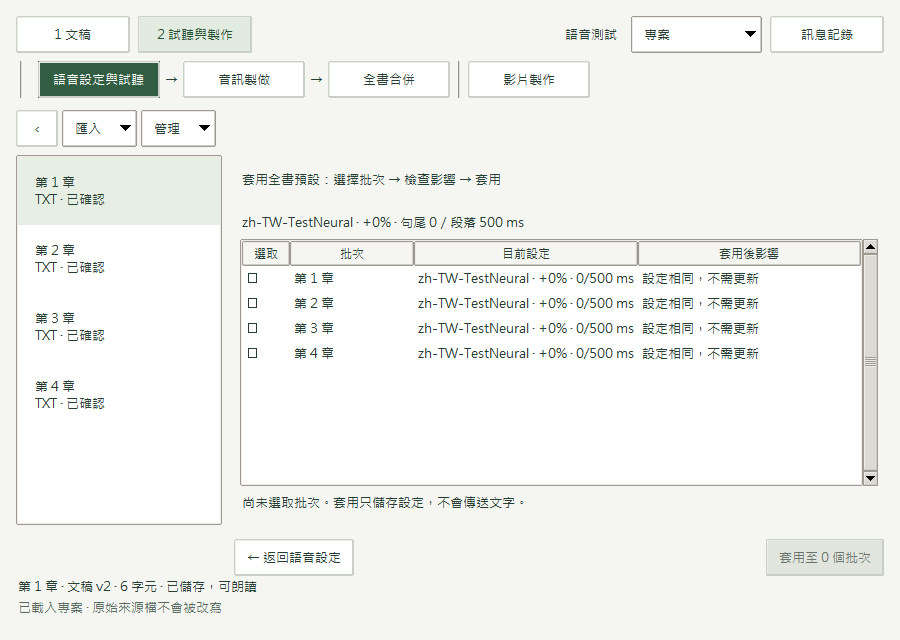 1 文稿
2 試聽與製作
語音測試
專案
訊息記錄
語音設定與試聽 → 音訊製做 → 全書合併
影片製作
‹
匯入
管理
第 1 章
TXT · 已確認
第 2 章
TXT · 已確認
第 3 章
TXT · 已確認
第 4 章
TXT · 已確認
套用全書預設：選擇批次 → 檢查影響 → 套用
zh-TW-TestNeural · +0% · 句尾 0 / 段落 500 ms
選取 批次 目前設定 套用後影響
第 1 章 zh-TW-TestNeural · +0% · 0/500 ms 設定相同，不需更新
第 2 章 zh-TW-TestNeural · +0% · 0/500 ms 設定相同，不需更新
第 3 章 zh-TW-TestNeural · +0% · 0/500 ms 設定相同，不需更新
第 4 章 zh-TW-TestNeural · +0% · 0/500 ms 設定相同，不需更新
尚未選取批次。套用只儲存設定，不會傳送文字。
← 返回語音設定
套用至 0 個批次
第 1 章 · 文稿 v2 · 6 字元 · 已儲存，可朗讀
已載入專案 · 原始來源檔不會被改寫